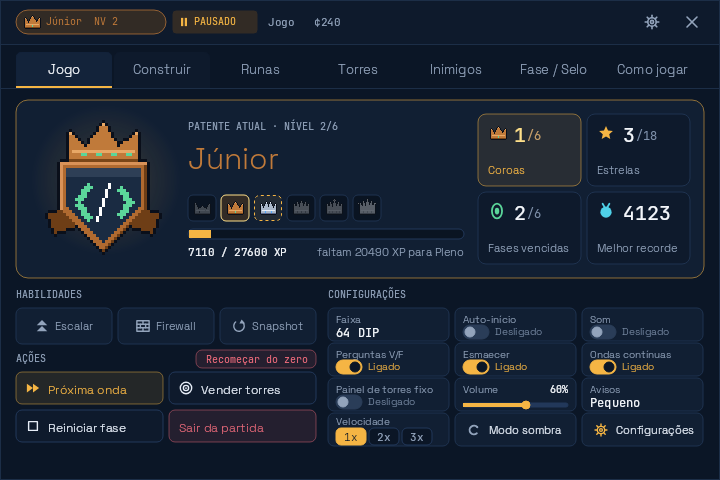 Júnior NV 2
PAUSADO
Jogo ¢240
Jogo Construir Runas Torres Inimigos Fase / Selo Como jogar
PATENTE ATUAL · NÍVEL 2/6
Júnior
7110 / 27600 XP faltam 20490 XP para Pleno
1/6
Coroas
3/18
Estrelas
2/6
Fases vencidas
4123
Melhor recorde
HABILIDADES
Escalar Firewall Snapshot
AÇÕES
Recomeçar do zero
Próxima onda Vender torres
Reiniciar fase Sair da partida
CONFIGURAÇÕES
Faixa
64 DIP
Auto-início
Desligado
Som
Desligado
Perguntas V/F
Ligado
Esmaecer
Ligado
Ondas contínuas
Ligado
Painel de torres fixo
Desligado
Volume 60%
Avisos
Pequeno
Velocidade
1x 2x 3x
Modo sombra
Configurações